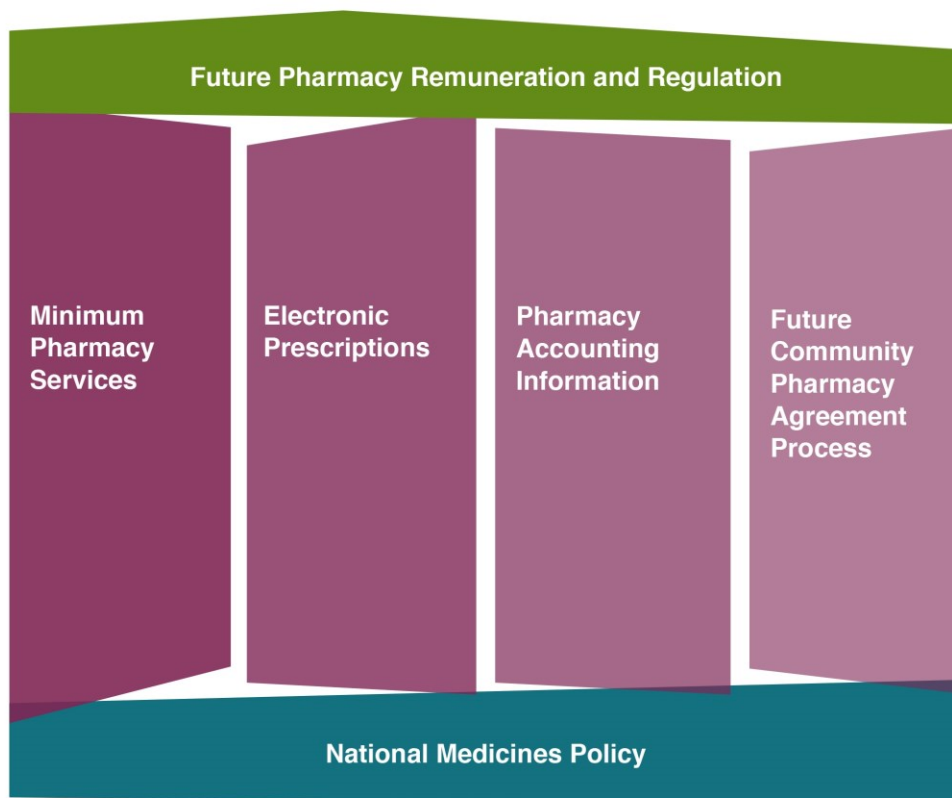 Future Pharmacy Remuneration and Regulation
Minimum
Pharmacy
Services
Electronic
Prescriptions
Pharmacy
Accounting
Information
Future
Community
Pharmacy
Agreement
Process
National Medicines Policy